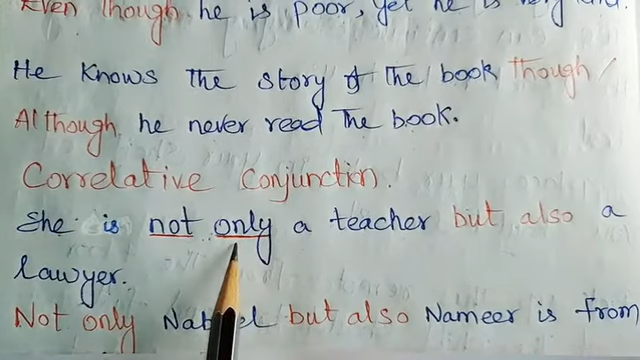 Even though he is poor, yet he is very
He knows the story of the book though /
Although he never read the book.
Correlative Conjunction.
She is not only a teacher but also a
lawyer.
Not only Nabeel but also Nameer is from